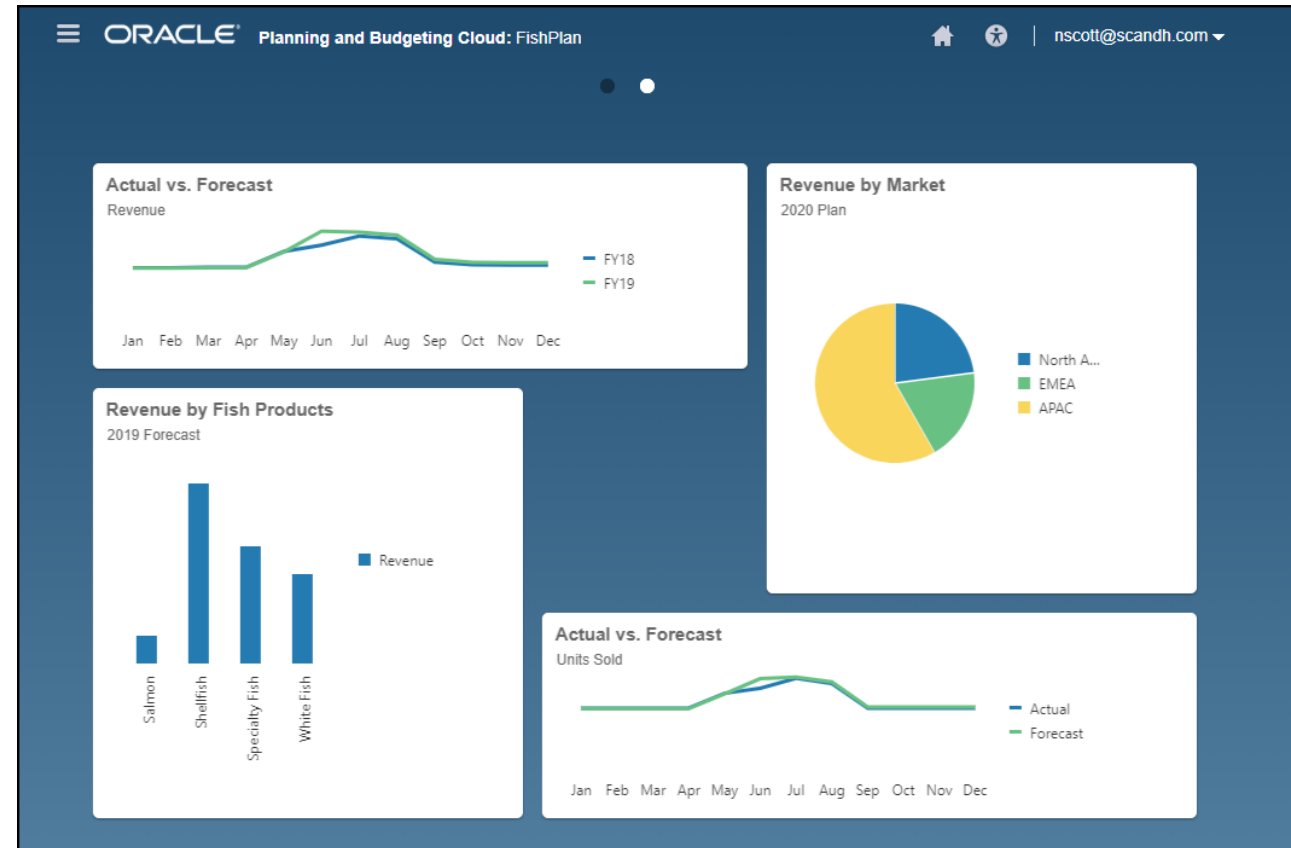 ORACLE® Planning and Budgeting Cloud: FishPlan
nscott@scandh.com
Actual vs. Forecast
Revenue
FY18
FY19
Jan Feb Mar Apr May Jun Jul Aug Sep Oct Nov Dec
Revenue by Market
2020 Plan
North A...
EMEA
APAC
Revenue by Fish Products
2019 Forecast
Revenue
Salmon
Shellfish
Specialty Fish
White Fish
Actual vs. Forecast
Units Sold
Actual
Forecast
Jan Feb Mar Apr May Jun Jul Aug Sep Oct Nov Dec